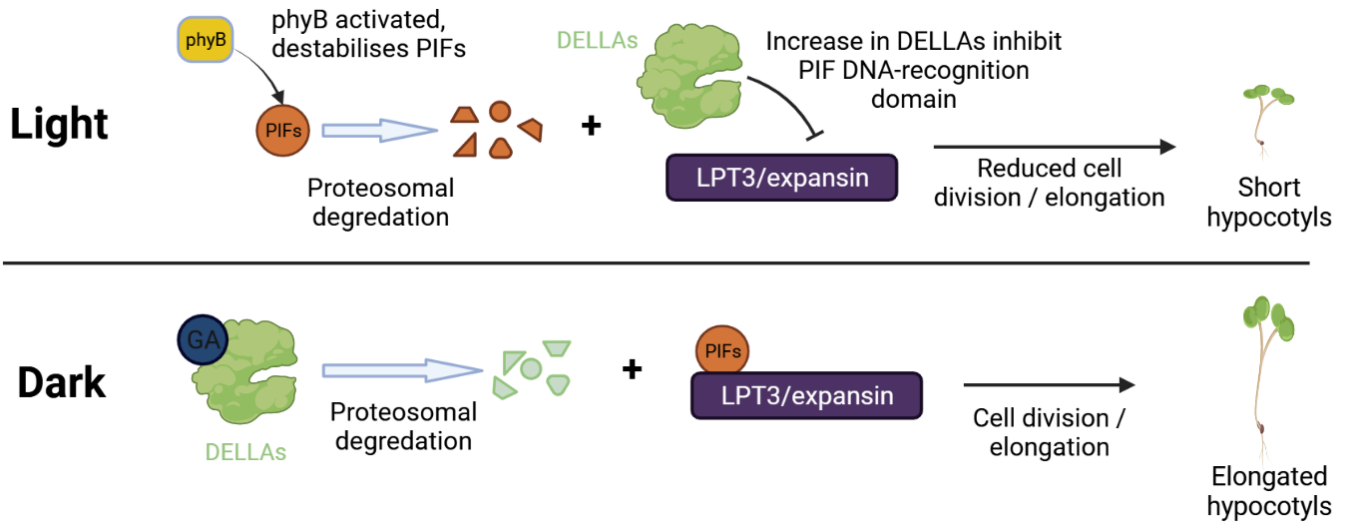 phyB
phyB activated,
destabilises PIFs
PIFs
Proteosomal
degredation
+
DELLAs
Increase in DELLAs inhibit
PIF DNA-recognition
domain
LPT3/expansin
Light
Reduced cell
division / elongation
Short
hypocotyls
Dark
GA
DELLAs
Proteosomal
degredation
+
PIFs
LPT3/expansin
Cell division /
elongation
Elongated
hypocotyls